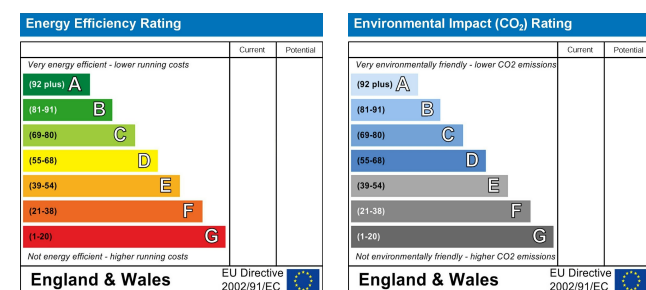 Energy Efficiency Rating
Current Potential
Very energy efficient - lower running costs
(92 plus) A
(81-91) B
(69-80) C
(55-68) D
(39-54) E
(21-38) F
(1-20) G
Not energy efficient - higher running costs
England & Wales
EU Directive
2002/91/EC
Environmental Impact (CO₂) Rating
Current Potential
Very environmentally friendly - lower CO2 emissions
(92 plus) A
(81-91) B
(69-80) C
(55-68) D
(39-54) E
(21-38) F
(1-20) G
Not environmentally friendly - higher CO2 emissions
England & Wales
EU Directive
2002/91/EC